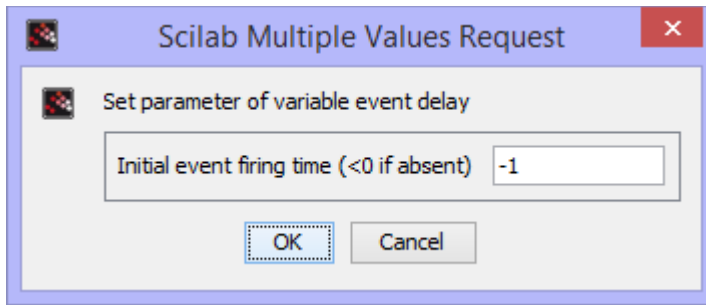 Scilab Multiple Values Request
Set parameter of variable event delay
Initial event firing time (<0 if absent) -1
OK Cancel